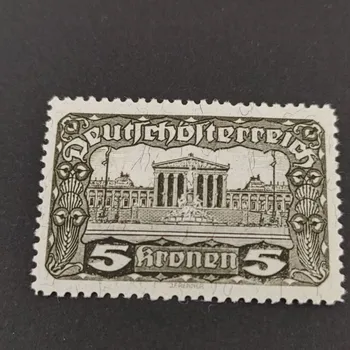 Deutschösterreich
5 Kronen 5